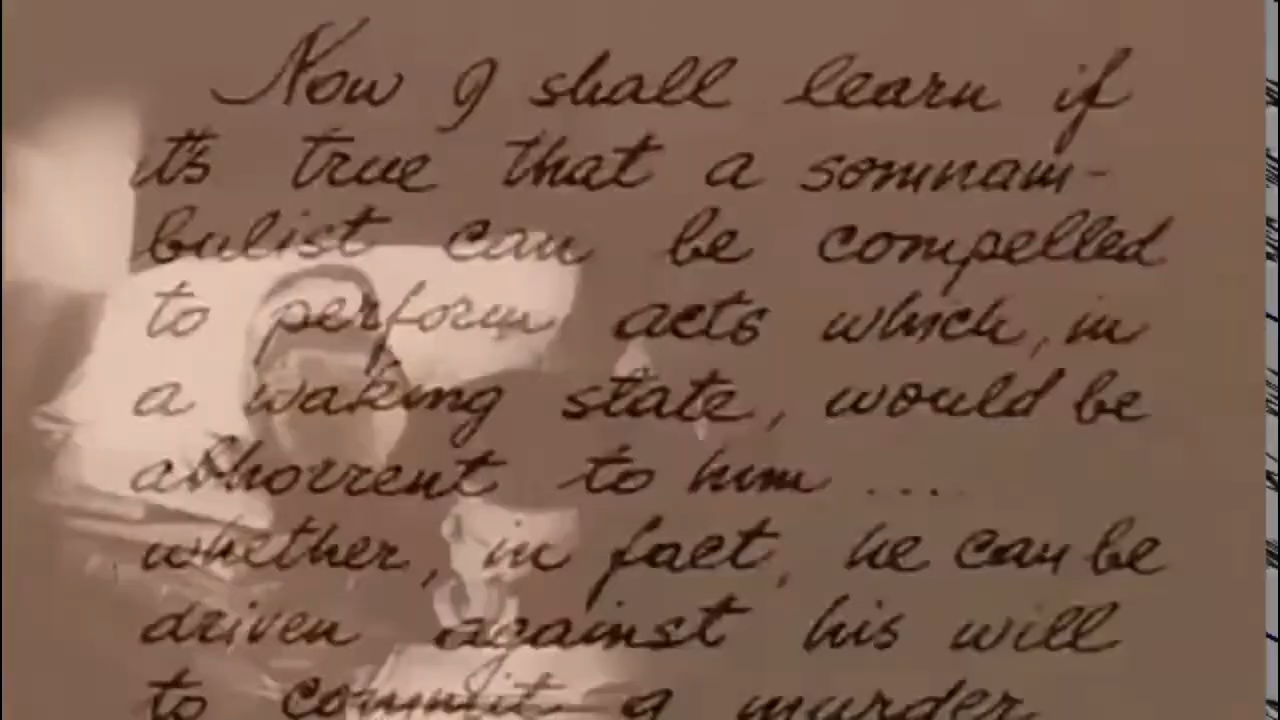 Now I shall learn if
it's true that a somnam-
bulist can be compelled
to perform acts which, in
a waking state, would be
abhorrent to him ....
whether, in fact, he can be
driven against his will
to commit a murder